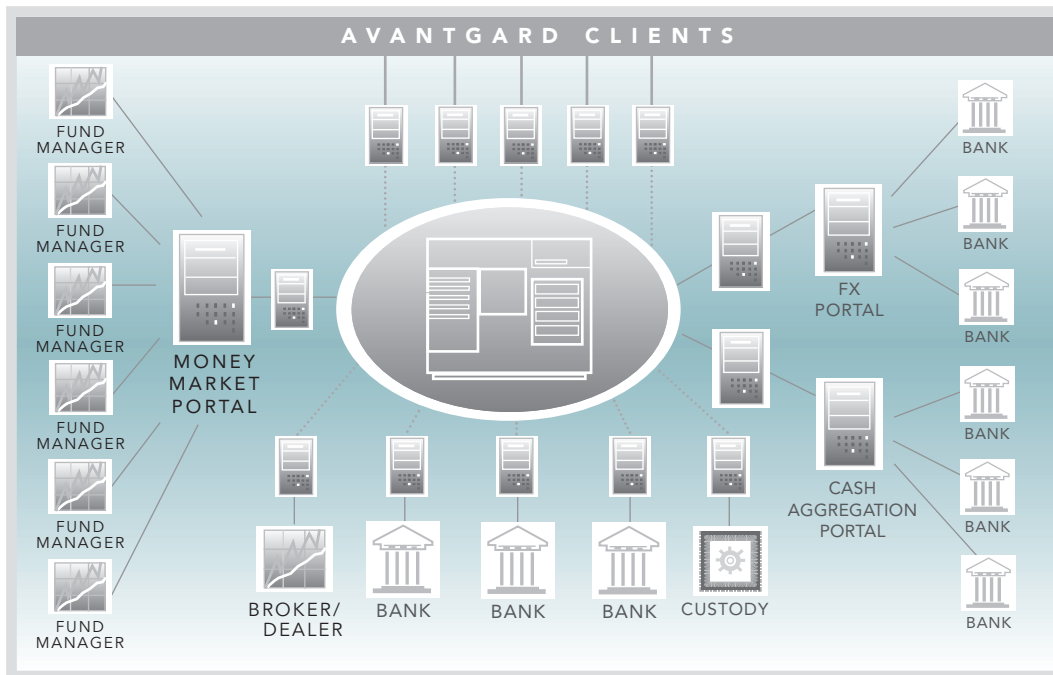 AVANTGARD CLIENTS
FUND
MANAGER
FUND
MANAGER
FUND
MANAGER
FUND
MANAGER
FUND
MANAGER
FUND
MANAGER
MONEY
MARKET
PORTAL
BROKER/
DEALER
BANK
BANK
BANK
CUSTODY
FX
PORTAL
CASH
AGGREGATION
PORTAL
BANK
BANK
BANK
BANK
BANK
BANK